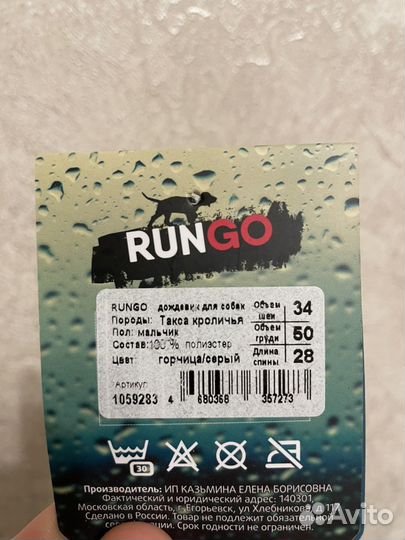 RUNGO
RUNGO дождевик для собак
Породы: Такса кроличья
Пол: мальчик
Состав: 100 % полиэстер
Цвет: горчица/серый
Объем шеи 34
Объем груди 50
Длина спины 28
Артикул
1059283 4 680368 357273
30
Производитель: ИП КАЗЬМИНА ЕЛЕНА БОРИСОВНА
Фактический и юридический адрес: 140301
Московская область, г. Егорьевск, ул Хлебникова, д.11
Сделано в России. Товар не подлежит обязательной
сертификации. Срок годности не ограничен.
Avito